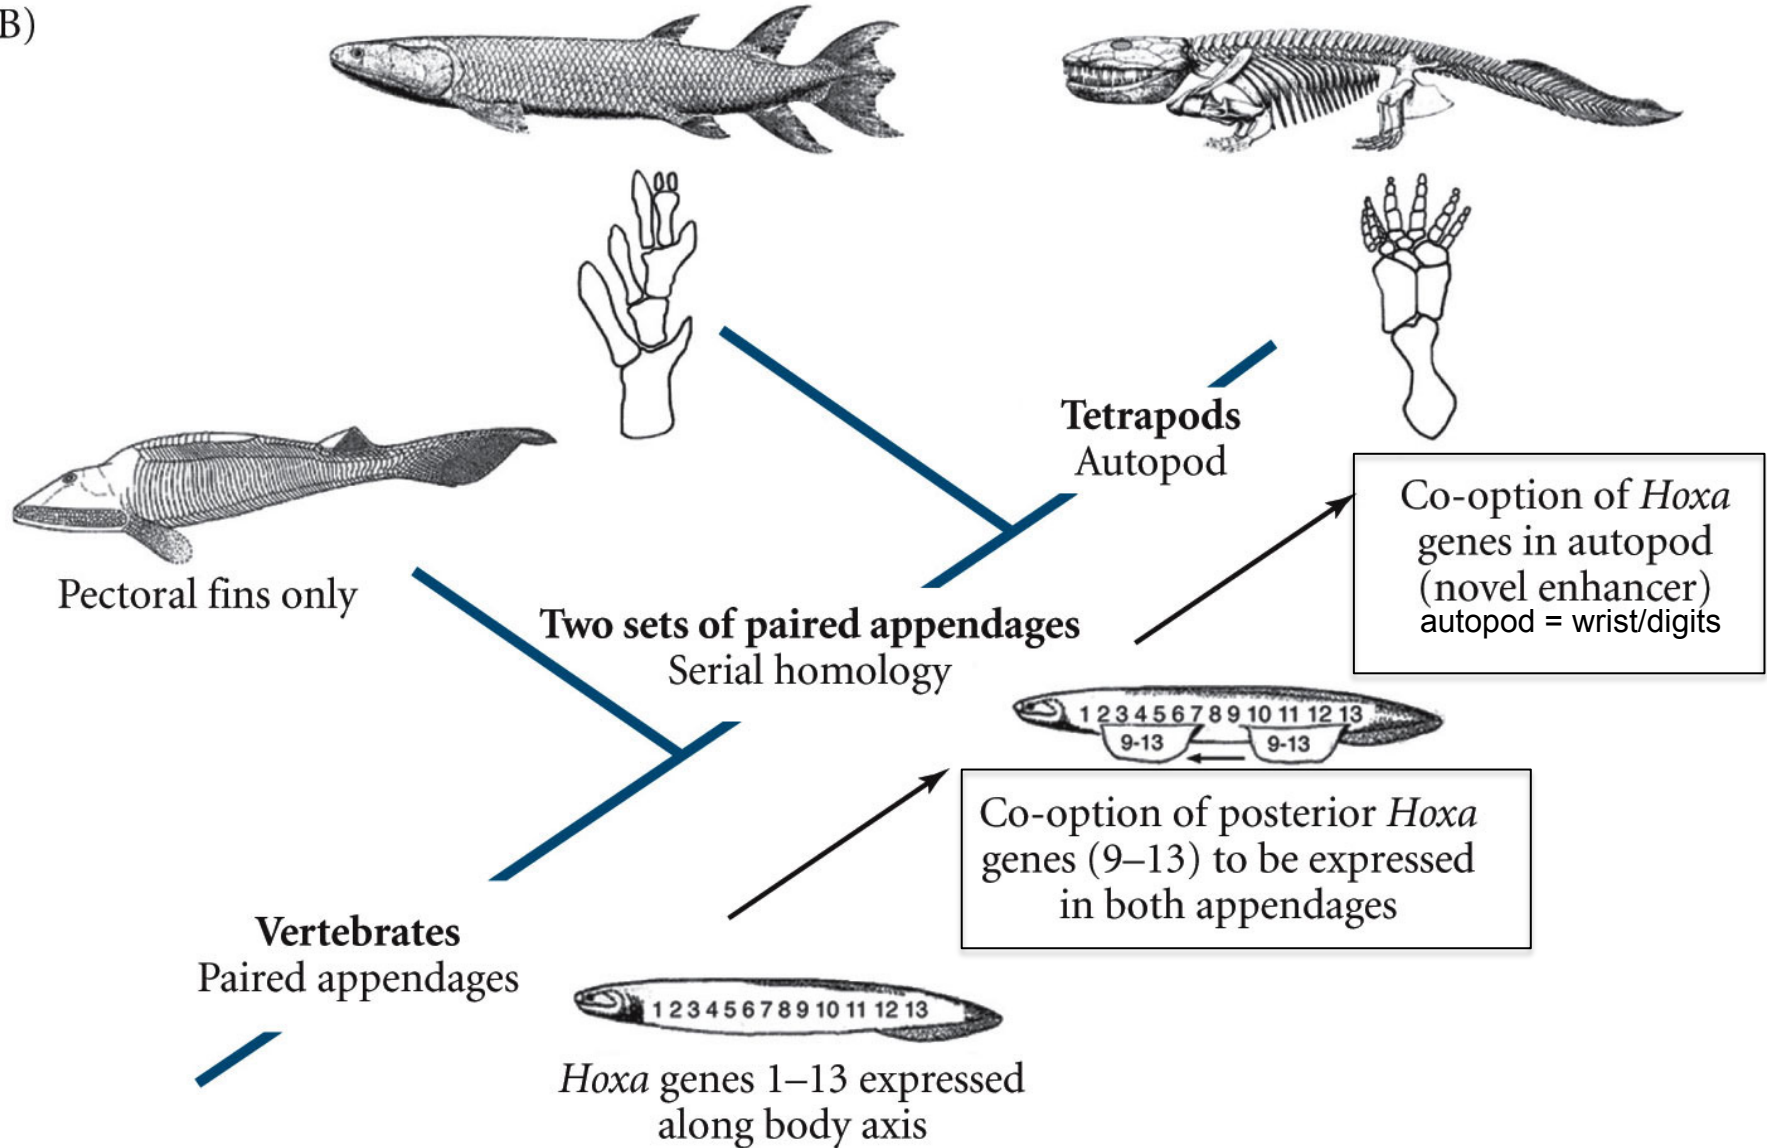 B)
Pectoral fins only
Tetrapods
Autopod
Co-option of Hoxa
genes in autopod
(novel enhancer)
autopod = wrist/digits
Two sets of paired appendages
Serial homology
1 2 3 4 5 6 7 8 9 10 11 12 13
9-13
9-13
Co-option of posterior Hoxa
genes (9–13) to be expressed
in both appendages
Vertebrates
Paired appendages
1 2 3 4 5 6 7 8 9 10 11 12 13
Hoxa genes 1–13 expressed
along body axis